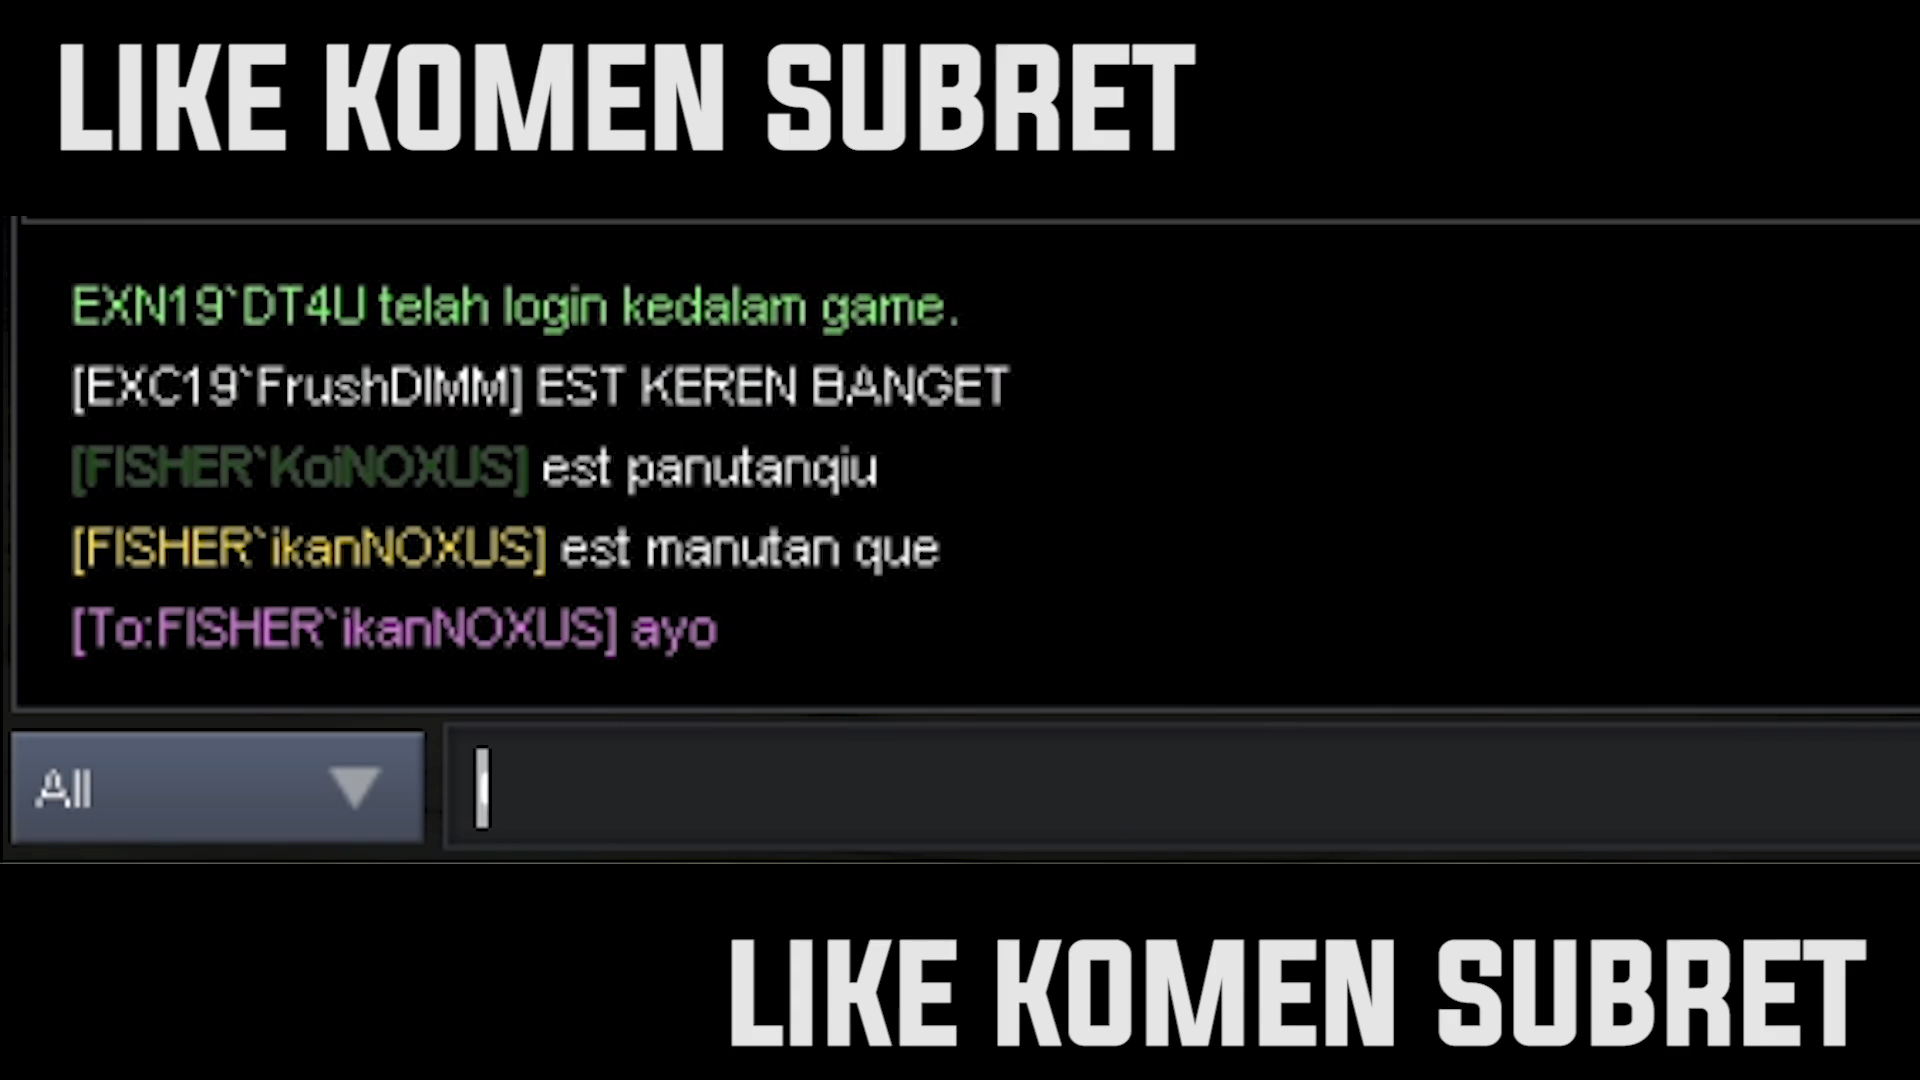 LIKE KOMEN SUBRET
EXN19`DT4U telah login kedalam game.
[EXC19`FrushDIMM] EST KEREN BANGET
[FISHER`KoiNOXUS] est panutanqiu
[FISHER`ikanNOXUS] est manutan que
[To:FISHER`ikanNOXUS] ayo
All
LIKE KOMEN SUBRET